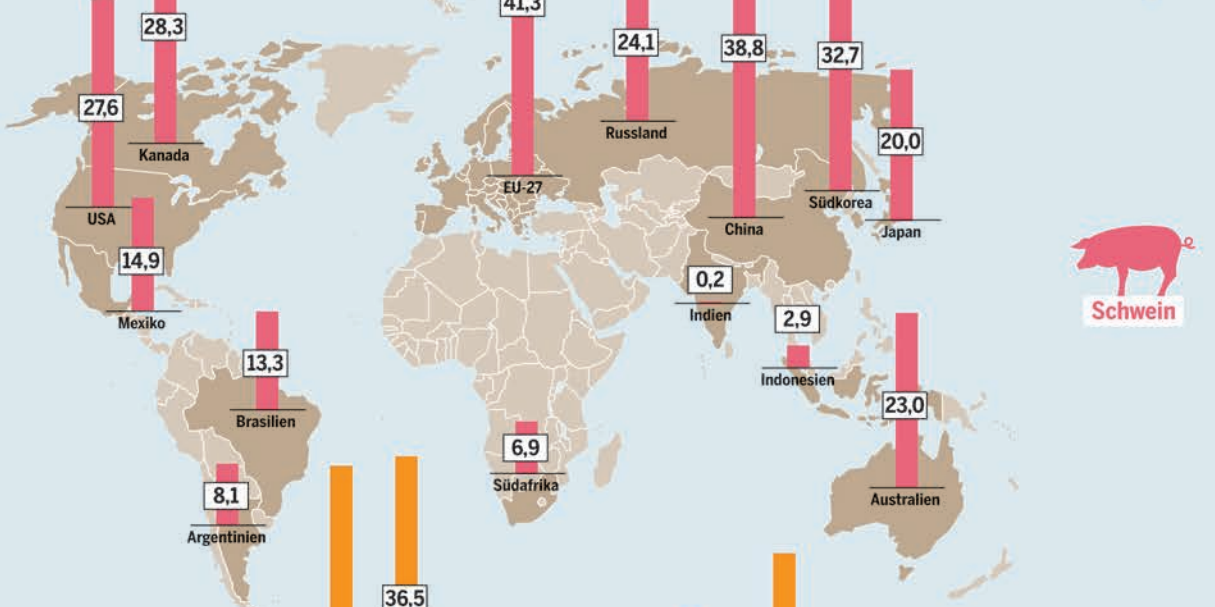 41,3
28,3
24,1
38,8
32,7
27,6
Kanada
Russland
20,0
EU-27
Südkorea
USA
China
Japan
14,9
0,2
Mexiko
Indien
Schwein
2,9
13,3
Indonesien
23,0
Brasilien
6,9
Südafrika
8,1
Australien
Argentinien
36,5